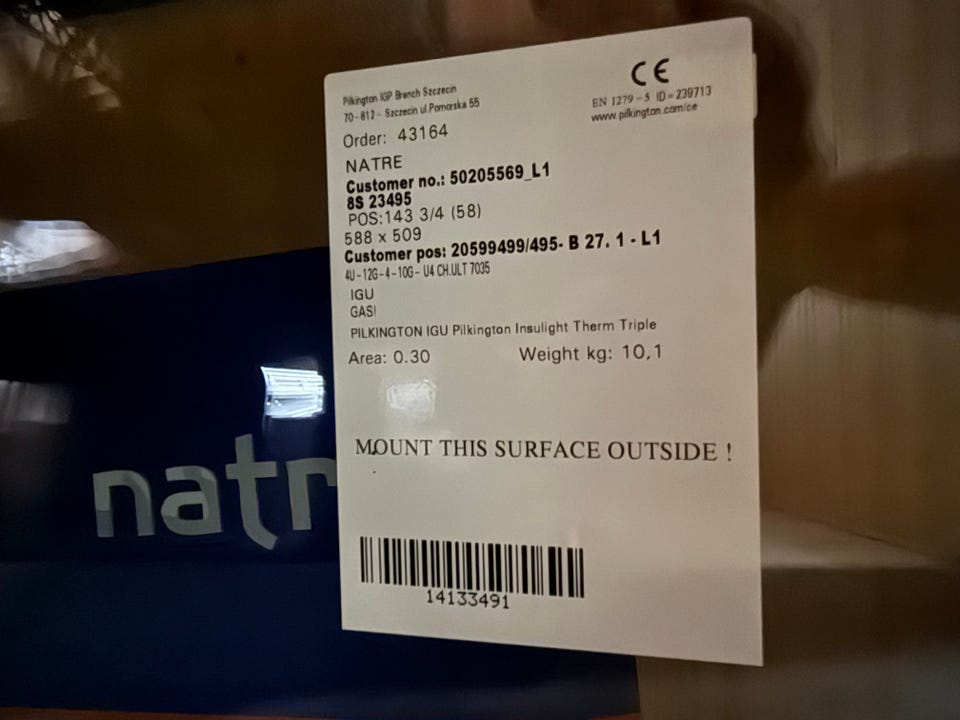 Pilkington IGP Branch Szczecin
70-812 - Szczecin ul.Pomorska 55
CE
EN 1279-5 ID=239713
www.pilkington.com/ce
Order: 43164
NATRE
Customer no.: 50205569_L1
8S 23495
POS:143 3/4 (58)
588 x 509
Customer pos: 20599499/495- B 27. 1 - L1
4U-12G-4-10G- U4 CH.ULT 7035
IGU
GAS!
PILKINGTON IGU Pilkington Insulight Therm Triple
Area: 0.30 Weight kg: 10,1
MOUNT THIS SURFACE OUTSIDE !
14133491
natr